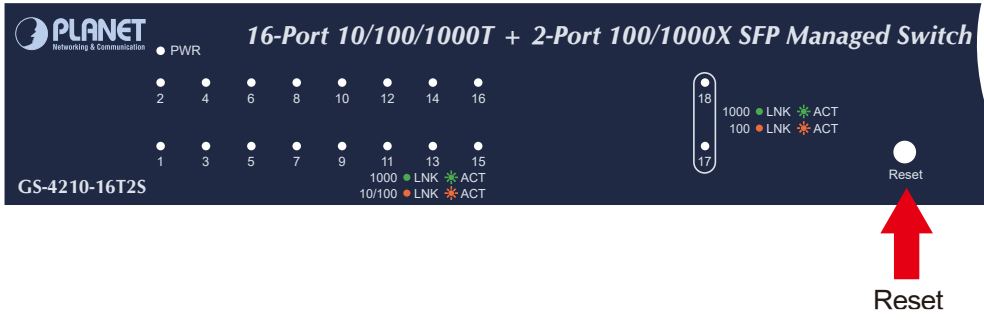 PLANET
Networking & Communication
PWR
16-Port 10/100/1000T + 2-Port 100/1000X SFP Managed Switch
2 4 6 8 10 12 14 16
18
1000 LNK ACT
100 LNK ACT
1 3 5 7 9 11 13 15
17
1000 LNK ACT
10/100 LNK ACT
GS-4210-16T2S
Reset
Reset